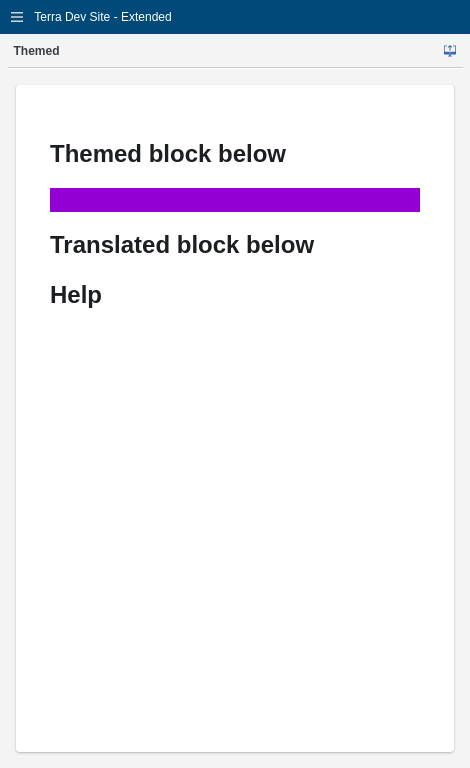 Terra Dev Site - Extended
Themed
Themed block below
Translated block below
Help